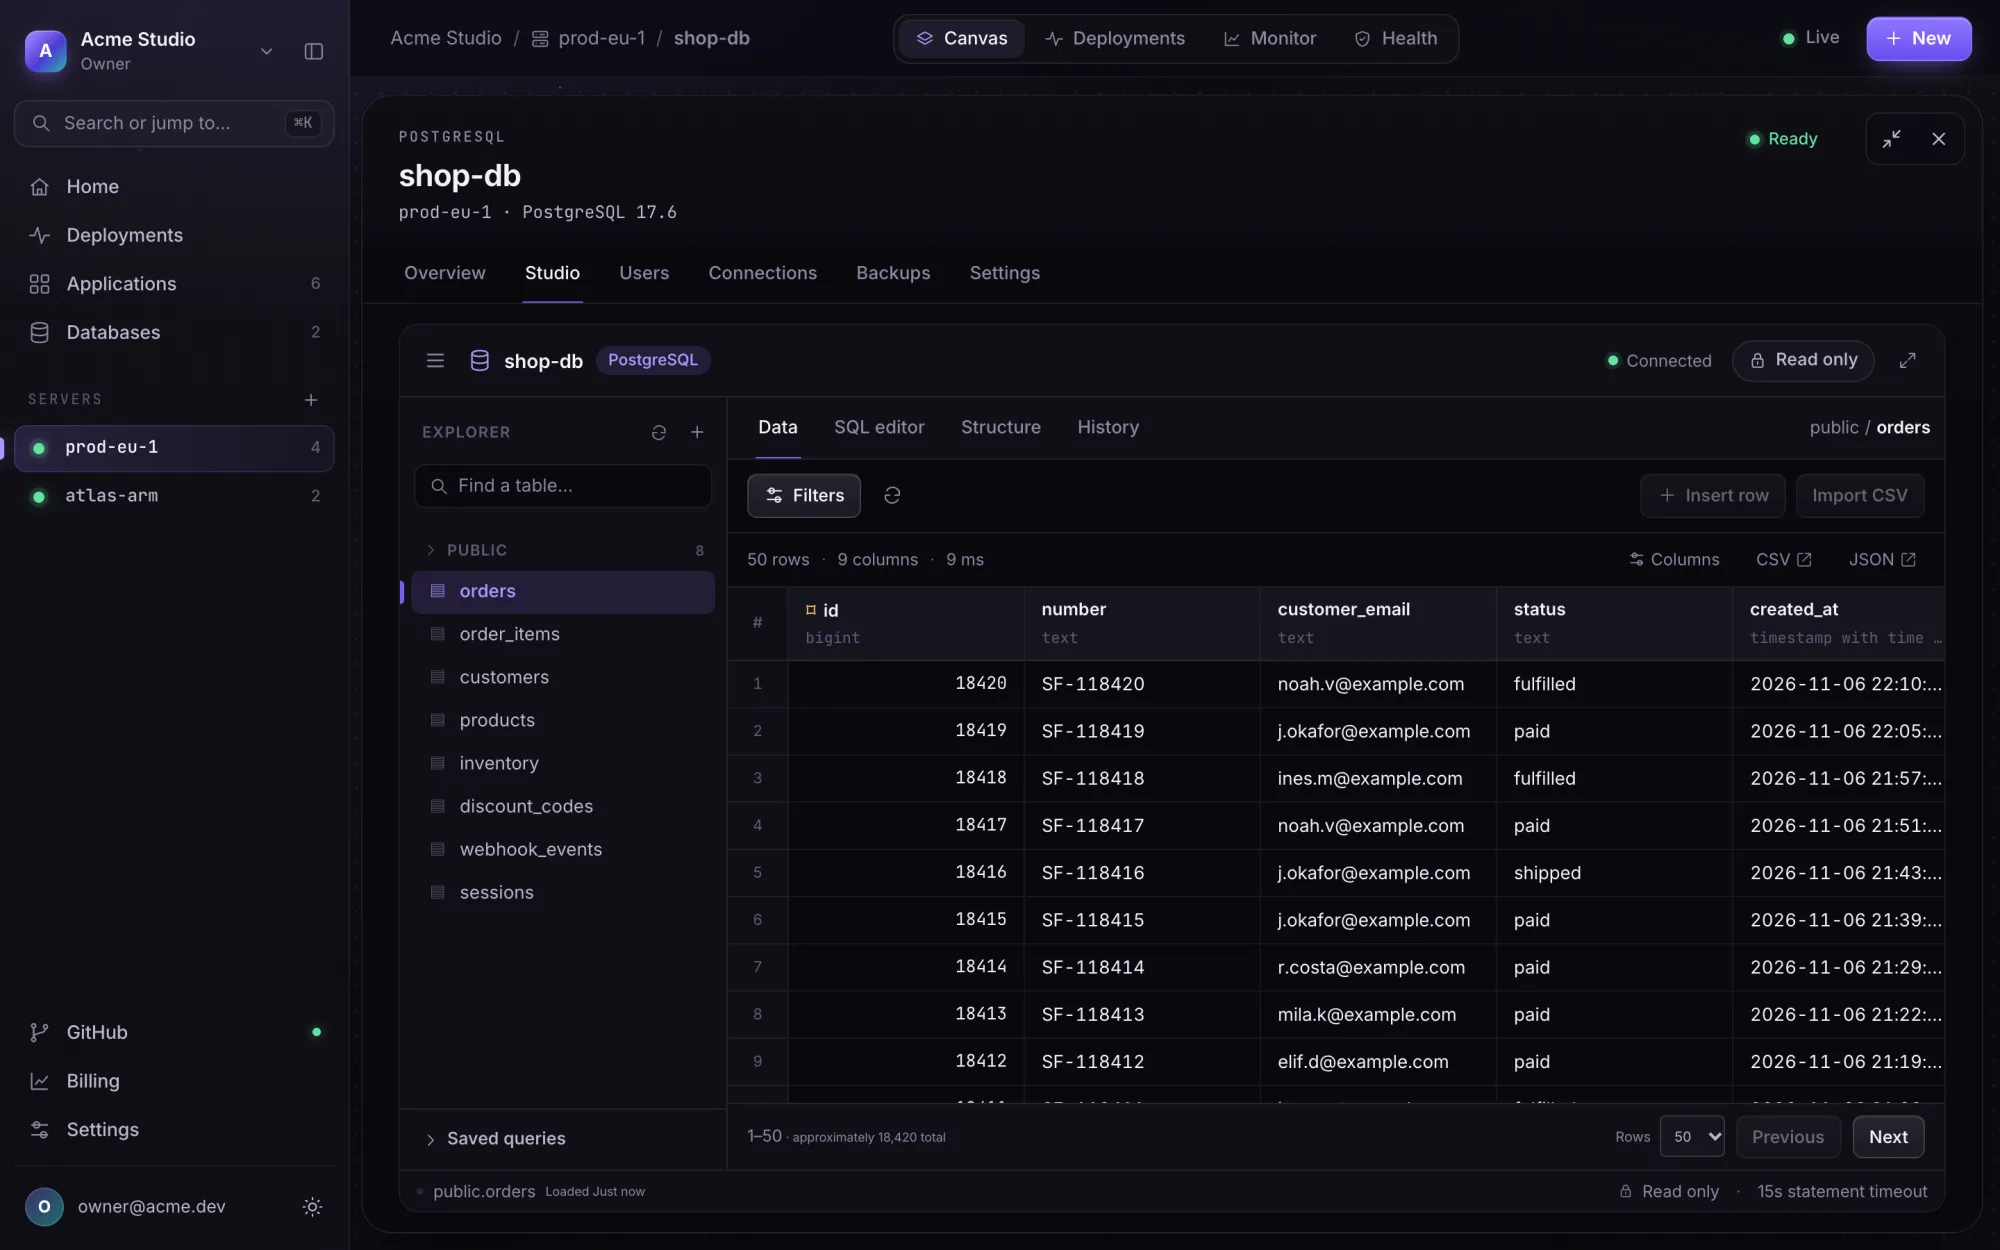 A
Acme Studio
Owner
Search or jump to...
⌘K
Home
Deployments
Applications 6
Databases 2
SERVERS
prod-eu-1 4
atlas-arm 2
GitHub
Billing
Settings
O
owner@acme.dev
Acme Studio / prod-eu-1 / shop-db
Canvas
Deployments
Monitor
Health
Live
+ New
POSTGRESQL
shop-db
prod-eu-1 · PostgreSQL 17.6
Ready
Overview
Studio
Users
Connections
Backups
Settings
shop-db
PostgreSQL
Connected
Read only
EXPLORER
Find a table...
PUBLIC 8
orders
order_items
customers
products
inventory
discount_codes
webhook_events
sessions
Saved queries
Data
SQL editor
Structure
History
public / orders
Filters
+ Insert row
Import CSV
50 rows · 9 columns · 9 ms
Columns
CSV
JSON
# id number customer_email status created_at
bigint text text text timestamp with time …
1 18420 SF-118420 noah.v@example.com fulfilled 2026-11-06 22:10:...
2 18419 SF-118419 j.okafor@example.com paid 2026-11-06 22:05:...
3 18418 SF-118418 ines.m@example.com fulfilled 2026-11-06 21:57:...
4 18417 SF-118417 noah.v@example.com paid 2026-11-06 21:51:...
5 18416 SF-118416 j.okafor@example.com shipped 2026-11-06 21:43:...
6 18415 SF-118415 j.okafor@example.com paid 2026-11-06 21:39:...
7 18414 SF-118414 r.costa@example.com paid 2026-11-06 21:29:...
8 18413 SF-118413 mila.k@example.com paid 2026-11-06 21:22:...
9 18412 SF-118412 elif.d@example.com paid 2026-11-06 21:19:...
1–50 · approximately 18,420 total
Rows 50
Previous
Next
public.orders Loaded Just now
Read only · 15s statement timeout